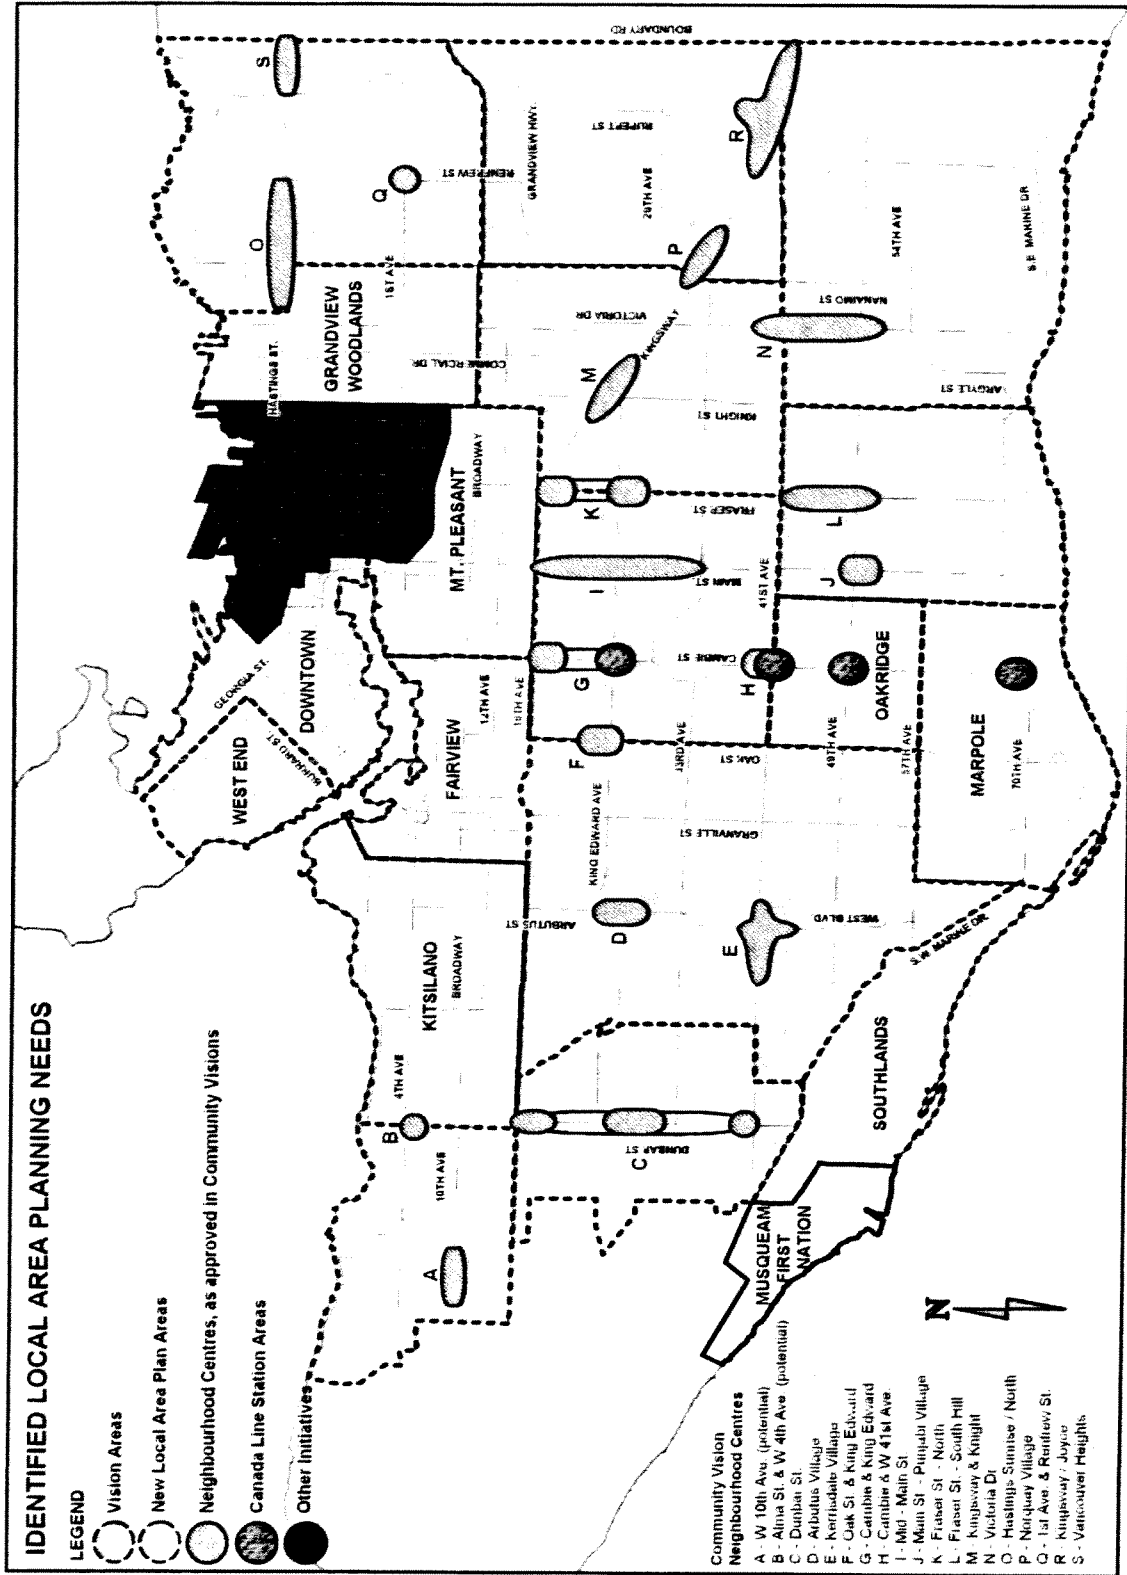 IDENTIFIED LOCAL AREA PLANNING NEEDS
LEGEND
Vision Areas
New Local Area Plan Areas
Neighbourhood Centres, as approved in Community Visions
Canada Line Station Areas
Other Initiatives
Community Vision
Neighbourhood Centres
A - W 10th Ave. (potential)
B - Alma St. & W 4th Ave. (potential)
C - Dunbar St.
D - Arbutus Village
E - Kerrisdale Village
F - Oak St. & King Edward
G - Cambie & King Edward
H - Cambie & W 41st Ave.
I - Mid - Main St.
J - Main St. - Punjabi Village
K - Fraser St. - North
L - Fraser St. - South Hill
M - Kingsway & Knight
N - Victoria Dr
O - Hastings Sunrise / North
P - Norquay Village
Q - 1st Ave. & Renfrew St.
R - Kingsway / Joyce
S - Vancouver Heights
N
WEST END
DOWNTOWN
GEORGIA ST.
BURRARD ST.
HASTINGS ST.
GRANDVIEW
WOODLANDS
1ST AVE
COMMERCIAL DR
RENFREW ST
GRANDVIEW HWY.
BOUNDARY RD
RUPERT ST
29TH AVE
KITSILANO
BROADWAY
4TH AVE
10TH AVE
FAIRVIEW
12TH AVE
16TH AVE
MT. PLEASANT
BROADWAY
ARBUTUS ST
KING EDWARD AVE
33RD AVE
OAK ST
GRANVILLE ST
CAMBIE ST
MAIN ST.
FRASER ST
KNIGHT ST
KINGSWAY
VICTORIA DR
41ST AVE
49TH AVE
57TH AVE
OAKRIDGE
MARPOLE
70TH AVE
WEST BLVD
S.W. MARINE DR
DUNBAR ST
SOUTHLANDS
MUSQUEAM
FIRST
NATION
NANAIMO ST
54TH AVE
S.E. MARINE DR
ARGYLE ST
A
B
C
D
E
F
G
H
I
J
K
L
M
N
O
P
Q
R
S